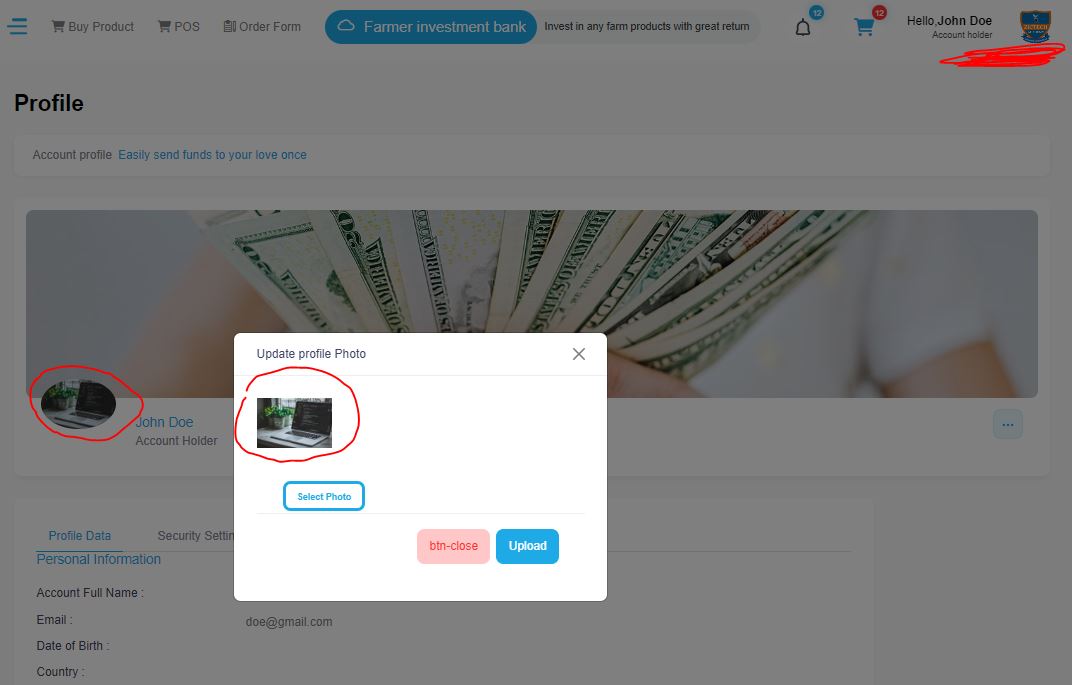 Buy Product
POS
Order Form
Farmer investment bank
Invest in any farm products with great return
12
12
Hello,John Doe
Account holder
ZICTECH
Profile
Account profile Easily send funds to your love once
Update profile Photo
John Doe
Account Holder
...
Select Photo
btn-close
Upload
Profile Data
Security Settin
Personal Information
Account Full Name :
Email :
doe@gmail.com
Date of Birth :
Country :